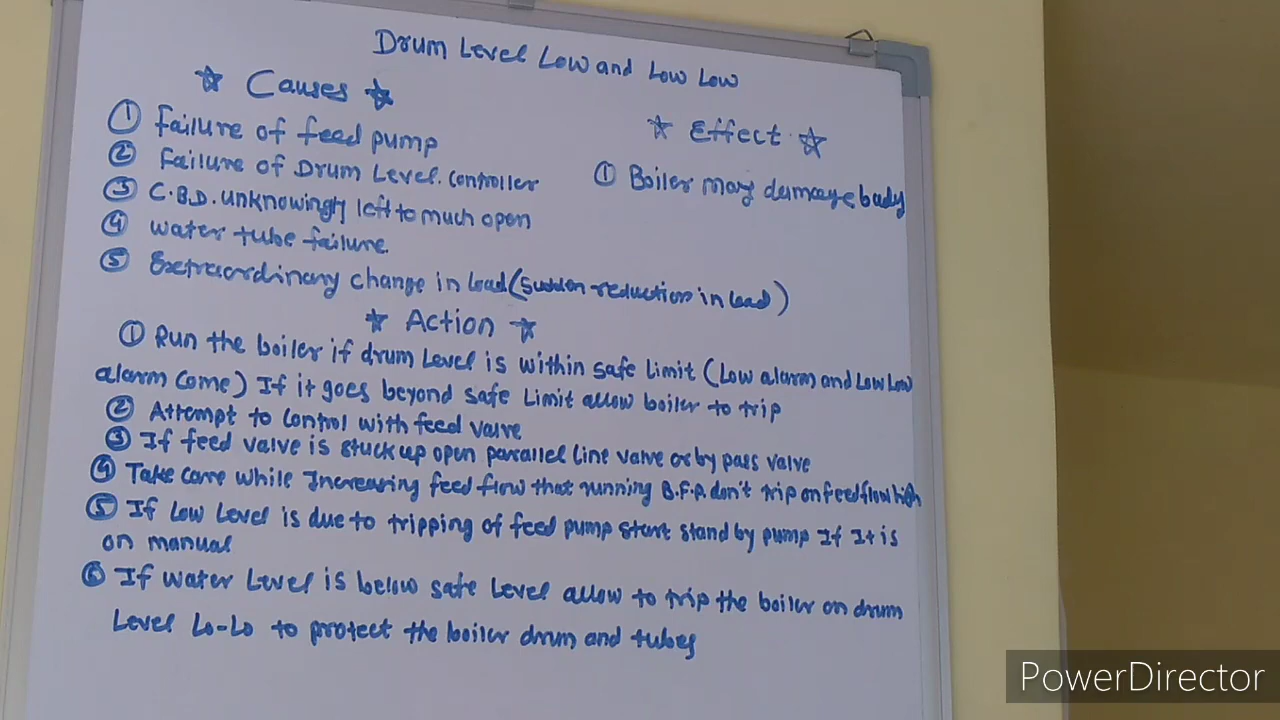 Drum Level Low and Low Low
☆ Causes ☆
① Failure of feed pump
② Failure of Drum Level. Controller
③ C.B.D. unknowingly left to much open
④ water tube failure.
⑤ Extraordinary change in load (Sudden reduction in load)
☆ Effect ☆
① Boiler may damage badly
☆ Action ☆
① Run the boiler if drum Level is within safe Limit (Low alarm and Low Low
alarm come) If it goes beyond safe Limit allow boiler to trip
② Attempt to control with feed valve
③ If feed valve is stuck up open parallel Line valve or by pass valve
④ Take care while Increasing feed flow that running B.F.P. don't trip on feed flow high
⑤ If Low Level is due to tripping of feed pump start stand by pump If It is
on manual
⑥ If water Level is below safe Level allow to trip the boiler on drum
Level Lo-Lo to protect the boiler drum and tubes
PowerDirector